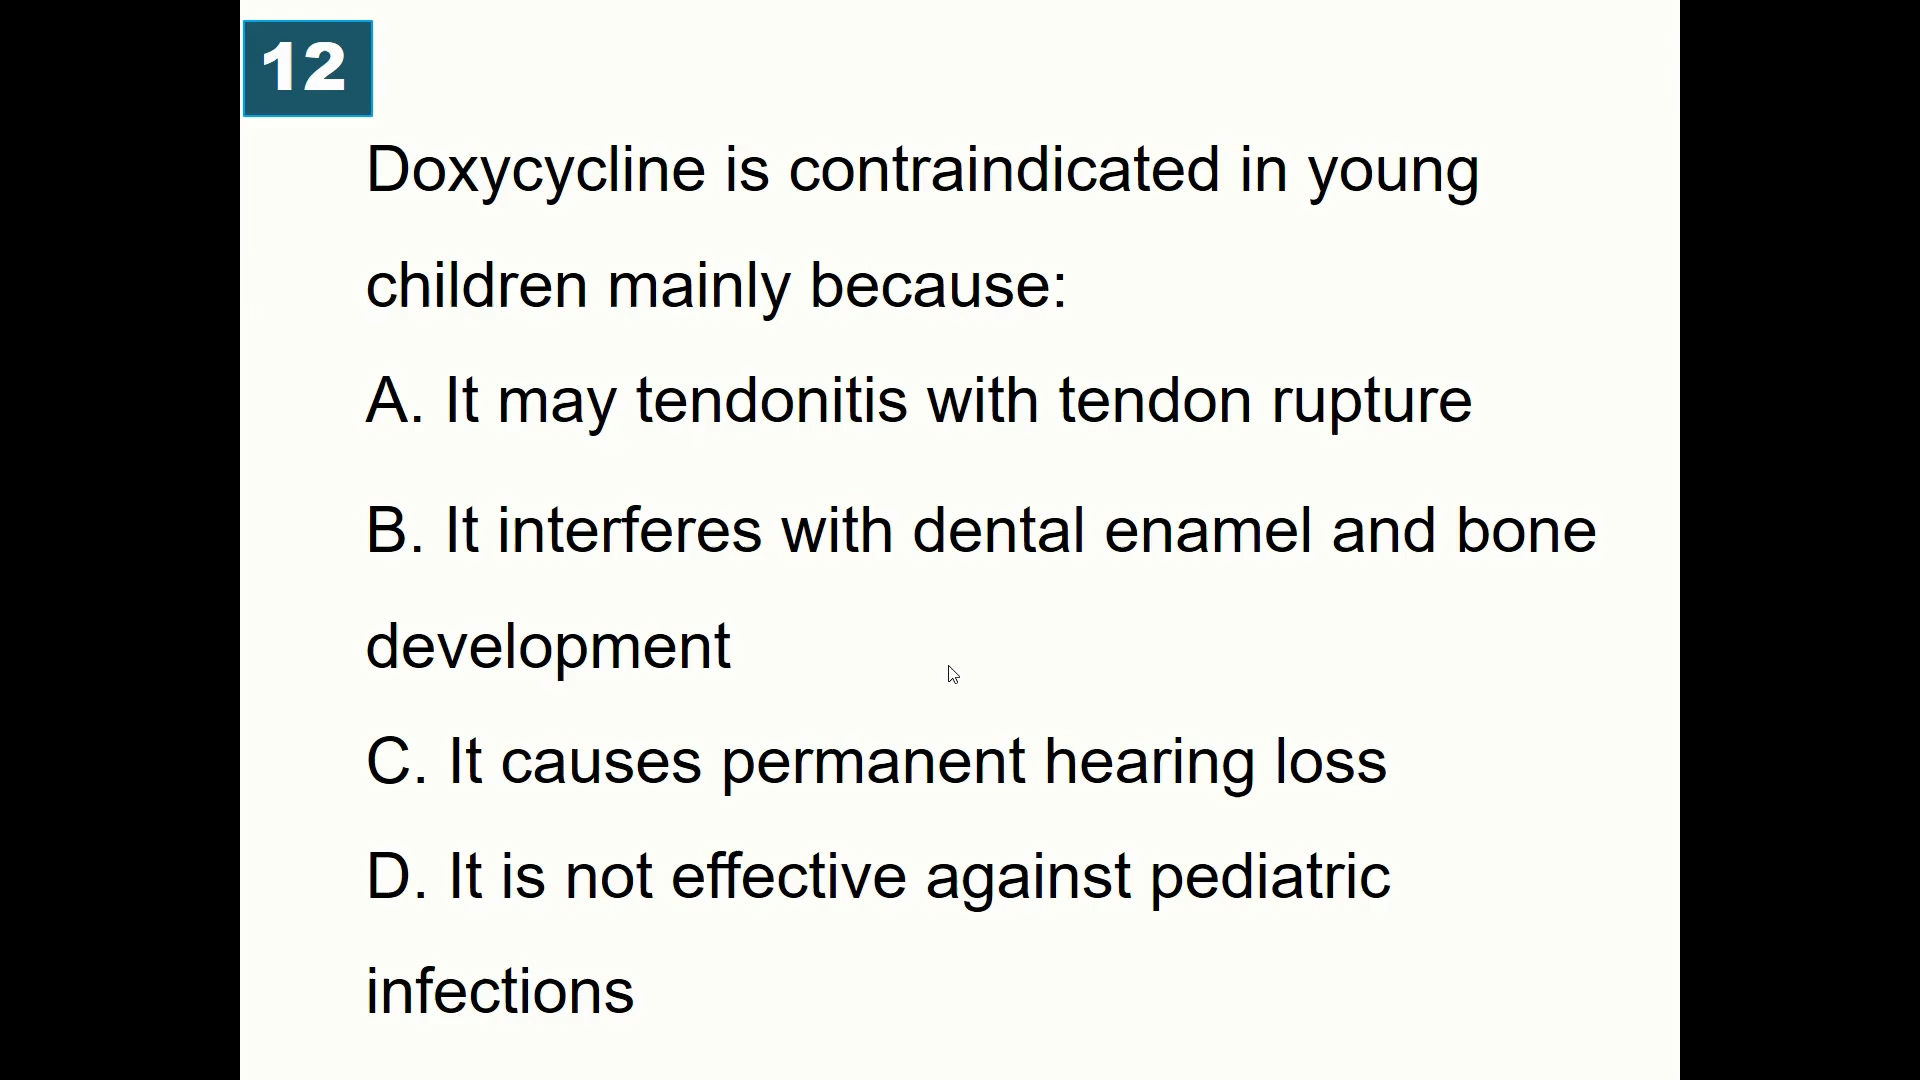 12
Doxycycline is contraindicated in young
children mainly because:
A. It may tendonitis with tendon rupture
B. It interferes with dental enamel and bone
development
C. It causes permanent hearing loss
D. It is not effective against pediatric
infections